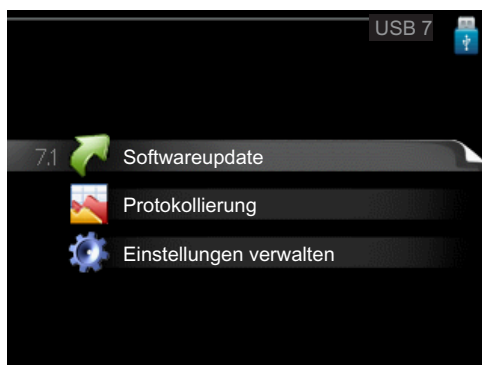 USB 7
7.1 Softwareupdate
Protokollierung
Einstellungen verwalten